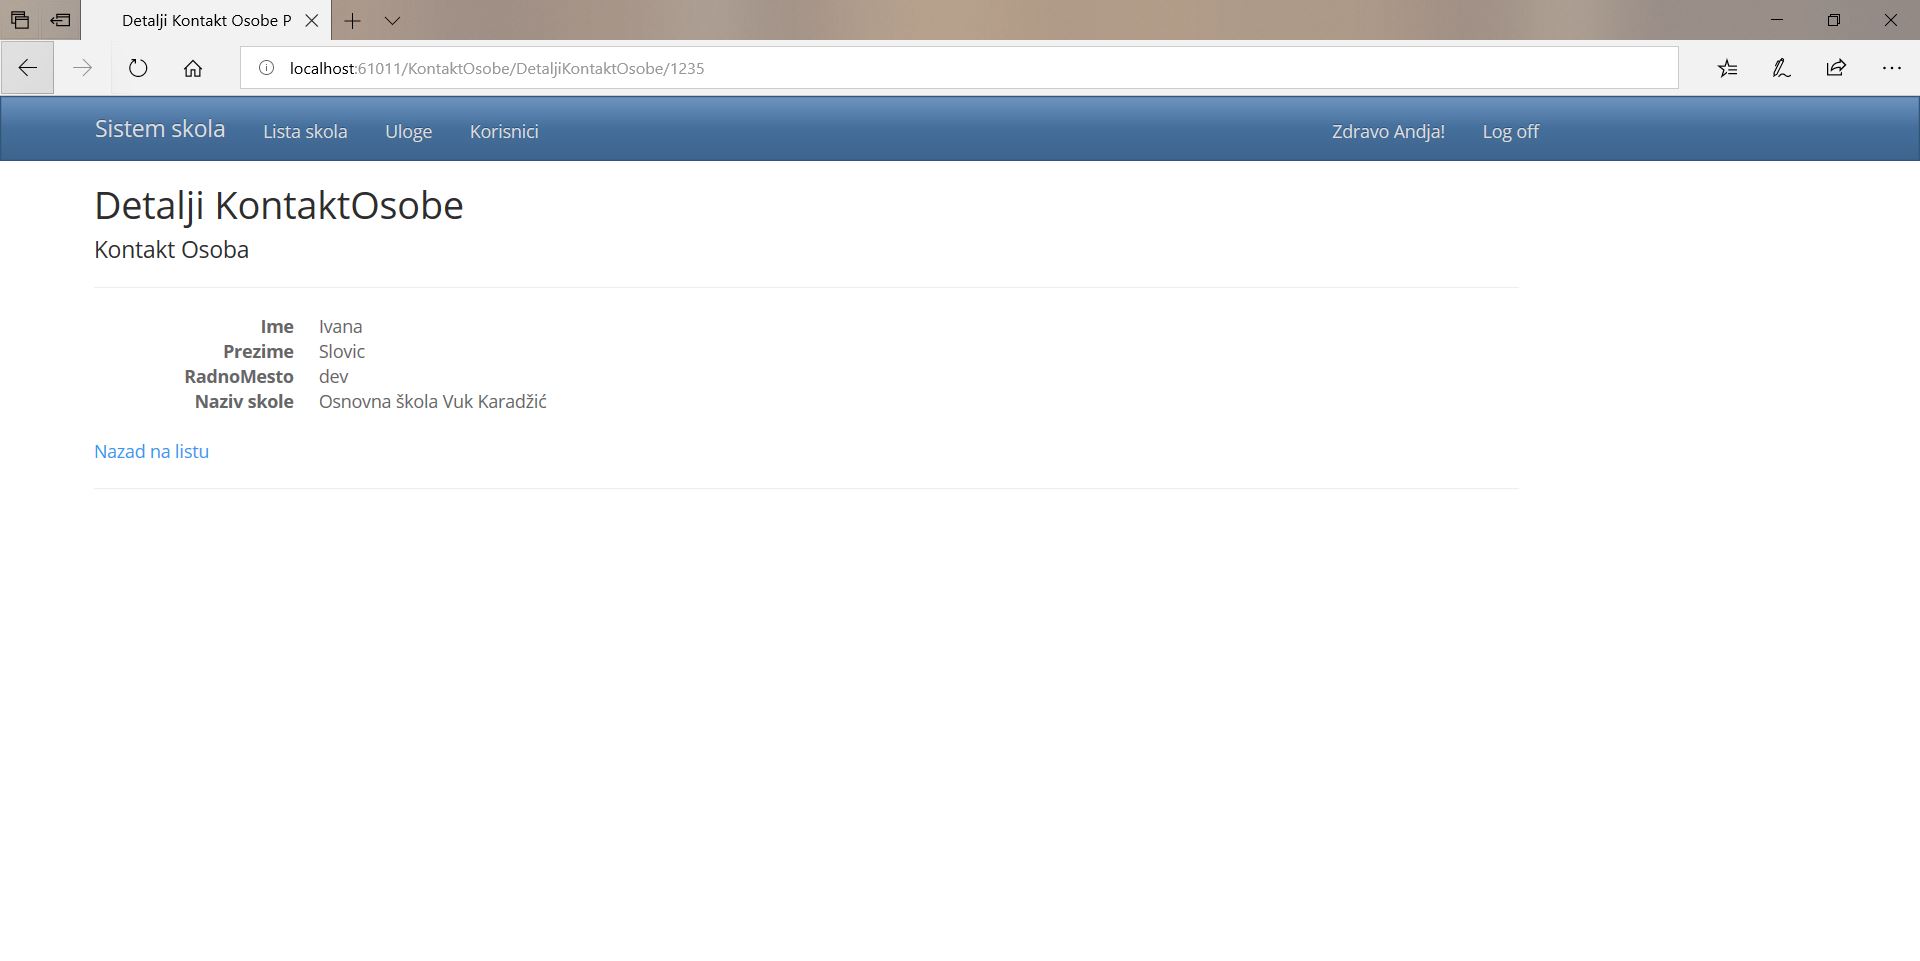 Detalji Kontakt Osobe P
localhost:61011/KontaktOsobe/DetaljiKontaktOsobe/1235
Sistem skola Lista skola Uloge Korisnici Zdravo Andja! Log off
Detalji KontaktOsobe
Kontakt Osoba
Ime Ivana
Prezime Slovic
RadnoMesto dev
Naziv skole Osnovna škola Vuk Karadžić
Nazad na listu